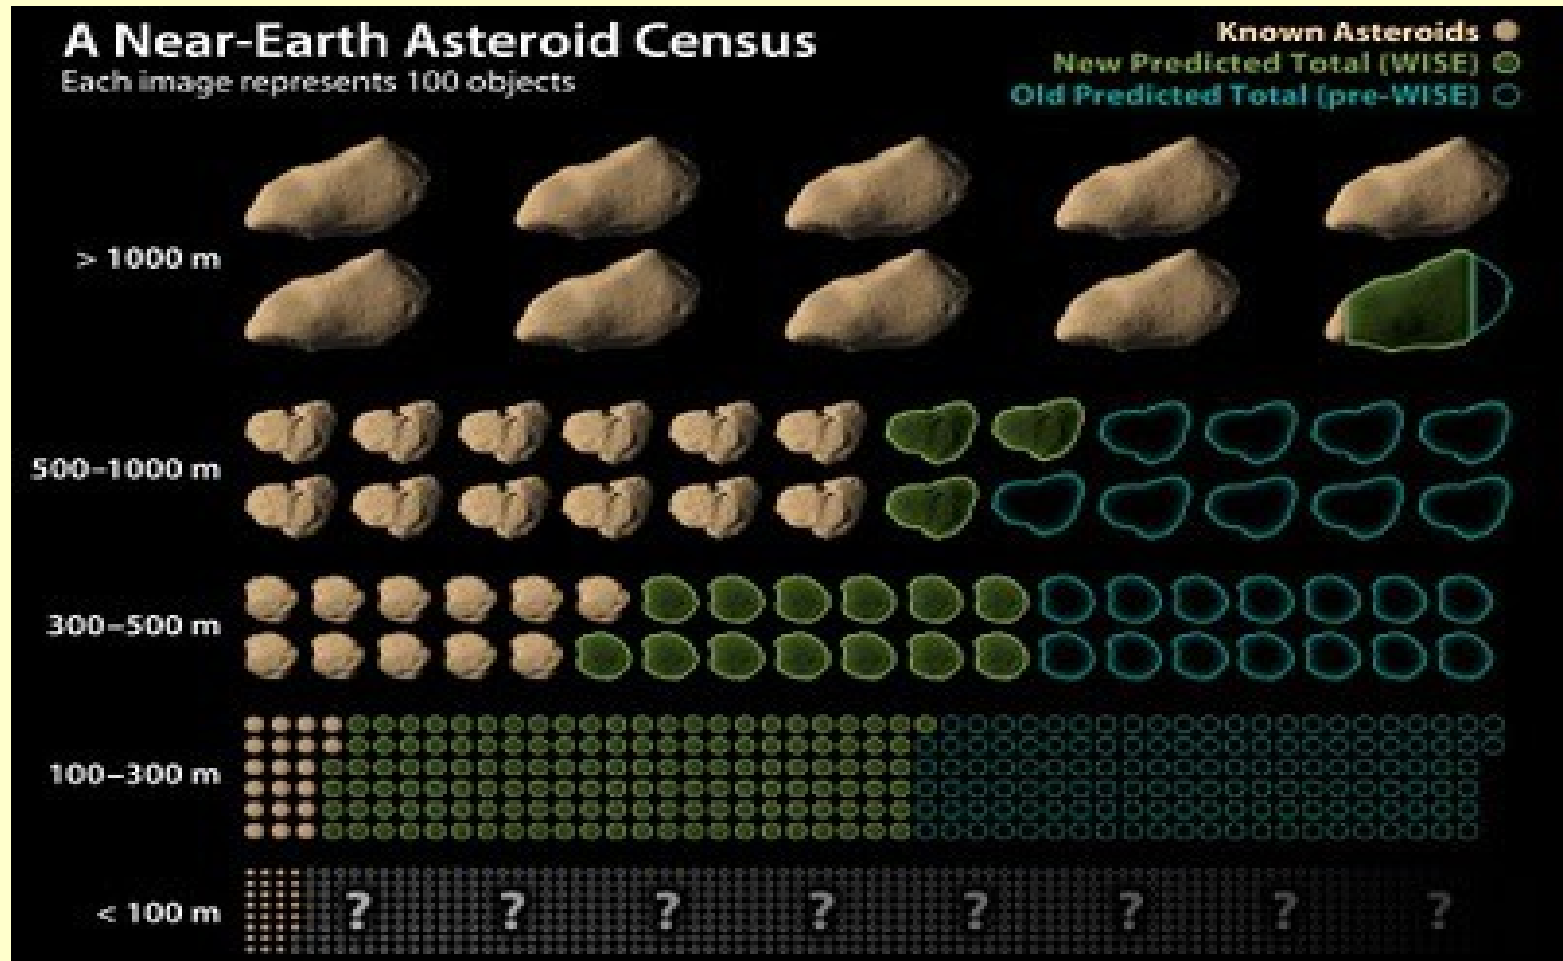 A Near-Earth Asteroid Census
Each image represents 100 objects
Known Asteroids
New Predicted Total (WISE)
Old Predicted Total (pre-WISE)
> 1000 m
500–1000 m
300–500 m
100–300 m
< 100 m
? ? ? ? ? ? ? ?